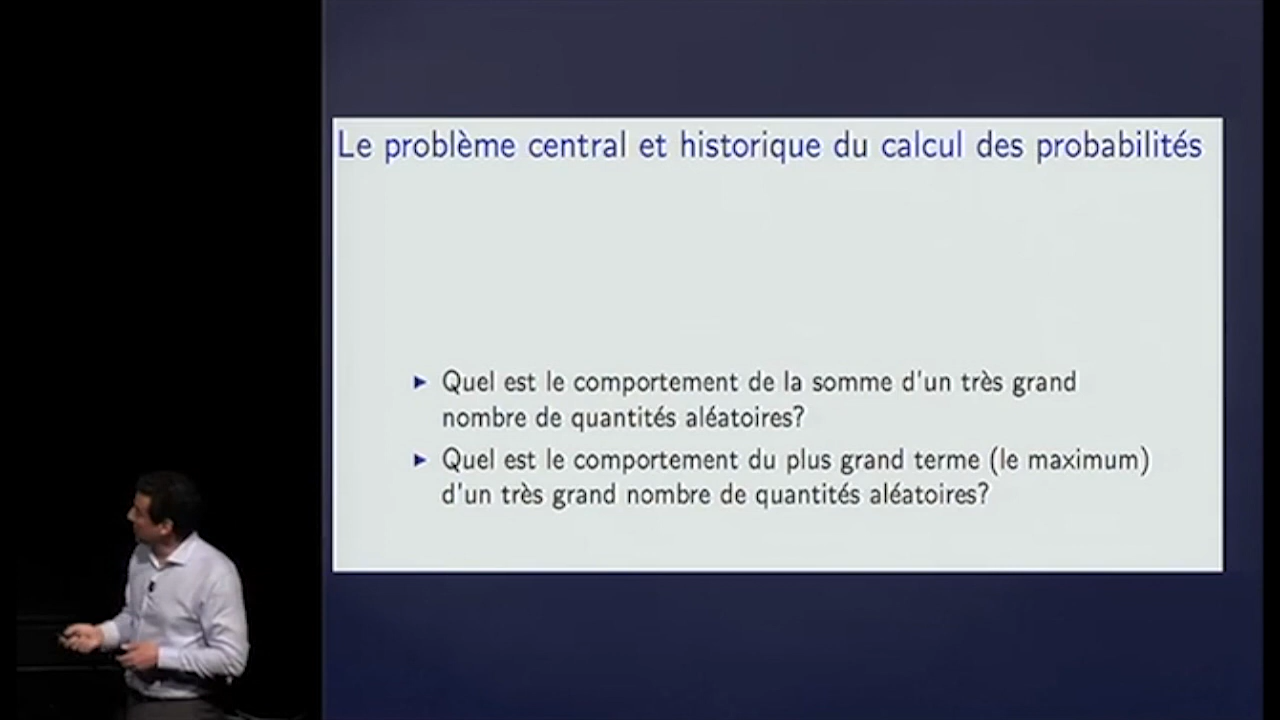 Le problème central et historique du calcul des probabilités
Quel est le comportement de la somme d'un très grand
nombre de quantités aléatoires?
Quel est le comportement du plus grand terme (le maximum)
d'un très grand nombre de quantités aléatoires?